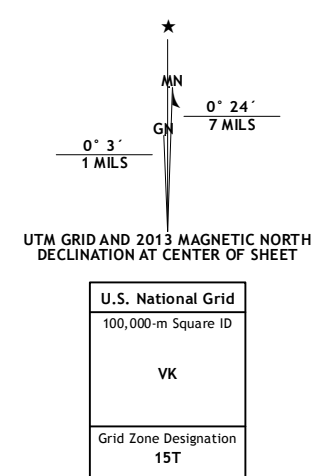 ★
MN
0° 24´
7 MILS
GN
0° 3´
1 MILS
UTM GRID AND 2013 MAGNETIC NORTH
DECLINATION AT CENTER OF SHEET
U.S. National Grid
100,000-m Square ID
VK
Grid Zone Designation
15T